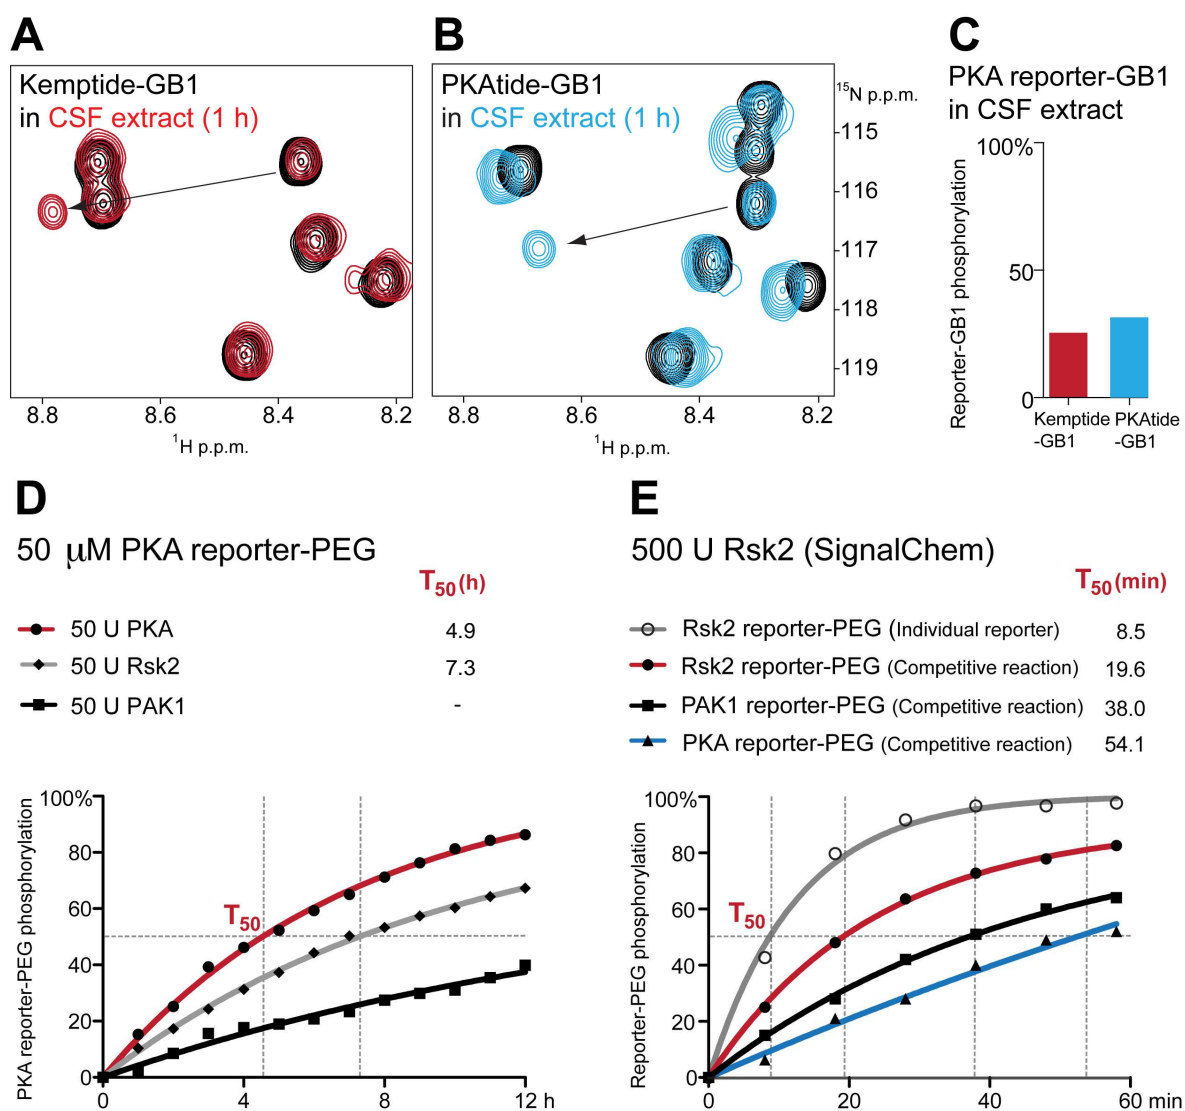 A
Kemptide-GB1
in CSF extract (1 h)
8.8
8.6
8.4
8.2
¹H p.p.m.
B
PKAtide-GB1
in CSF extract (1 h)
¹⁵N p.p.m.
115
116
117
118
119
8.8
8.6
8.4
8.2
¹H p.p.m.
C
PKA reporter-GB1
in CSF extract
Reporter-GB1 phosphorylation
100%
50
0
Kemptide
-GB1
PKAtide
-GB1
D
50 μM PKA reporter-PEG
T50 (h)
50 U PKA 4.9
50 U Rsk2 7.3
50 U PAK1 -
PKA reporter-PEG phosphorylation
100%
80
60
40
20
0
T50
0
4
8
12 h
E
500 U Rsk2 (SignalChem)
T50 (min)
Rsk2 reporter-PEG (Individual reporter) 8.5
Rsk2 reporter-PEG (Competitive reaction) 19.6
PAK1 reporter-PEG (Competitive reaction) 38.0
PKA reporter-PEG (Competitive reaction) 54.1
Reporter-PEG phosphorylation
100%
80
60
40
20
0
T50
0
20
40
60 min